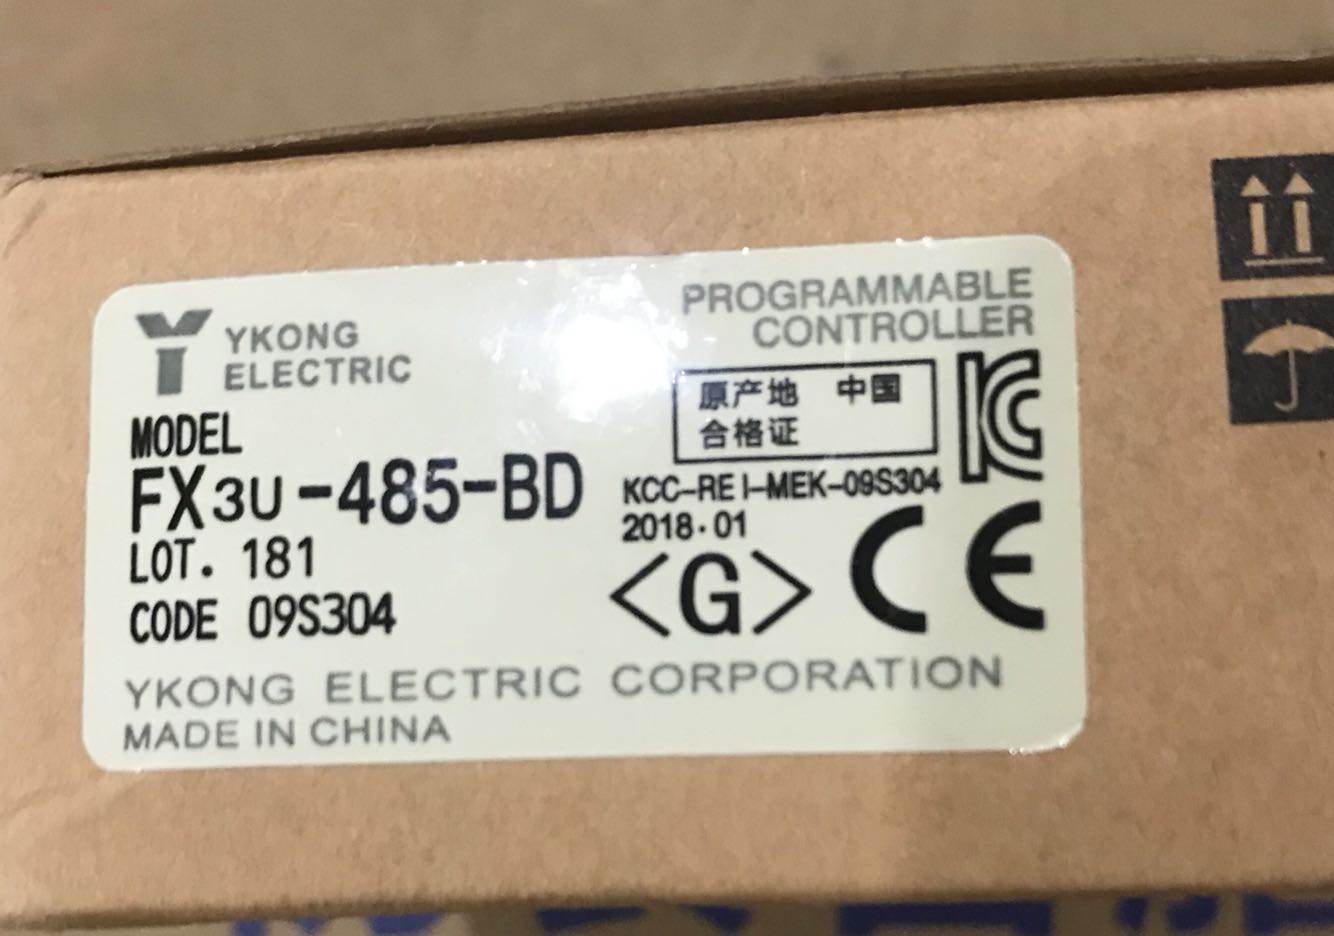 YKONG
ELECTRIC
PROGRAMMABLE
CONTROLLER
原产地 中国
合格证
MODEL
FX3U-485-BD
KCC-REI-MEK-09S304
2018·01
LOT. 181
CODE 09S304
<G>
CE
YKONG ELECTRIC CORPORATION
MADE IN CHINA